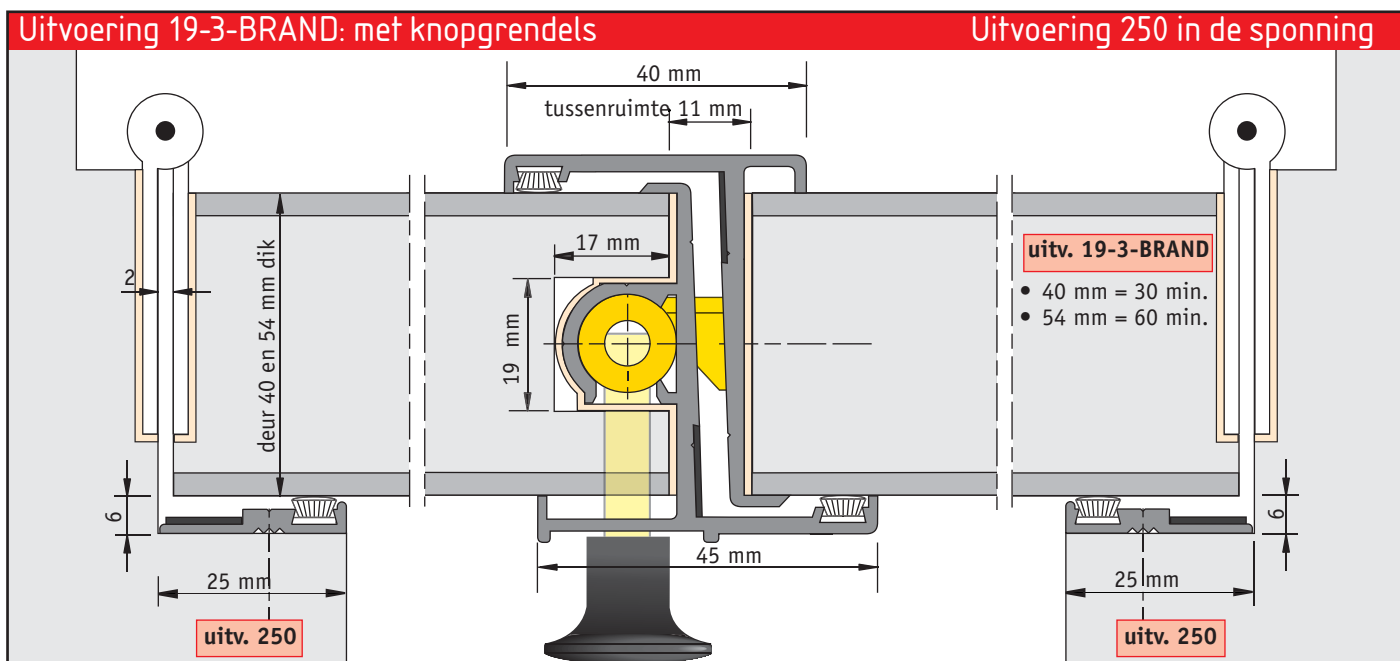 Uitvoering 19-3-BRAND: met knopgrendels
Uitvoering 250 in de sponning
40 mm
tussenruimte 11 mm
17 mm
uitv. 19-3-BRAND
• 40 mm = 30 min.
• 54 mm = 60 min.
2
deur 40 en 54 mm dik
19 mm
6
6
45 mm
25 mm
25 mm
uitv. 250
uitv. 250